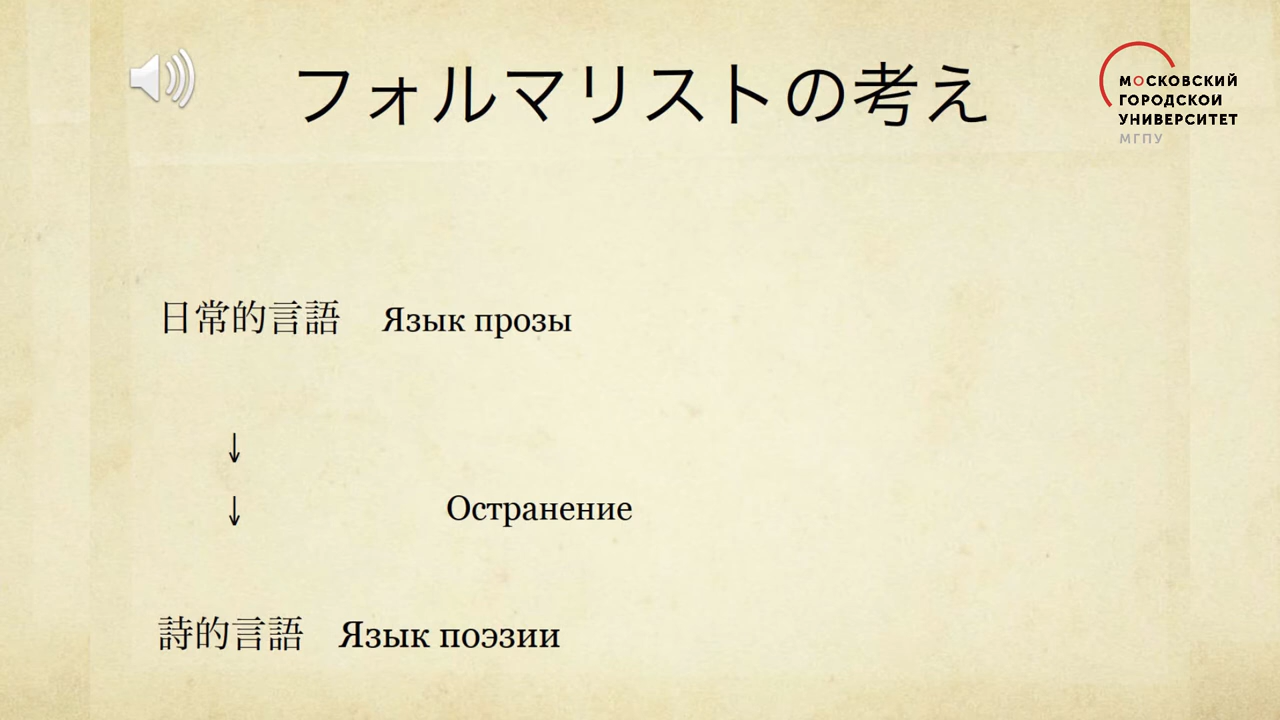 フォルマリストの考え
МОСКОВСКИЙ
ГОРОДСКОЙ
УНИВЕРСИТЕТ
МГПУ
日常的言語 Язык прозы
↓
↓ Остранение
詩的言語 Язык поэзии